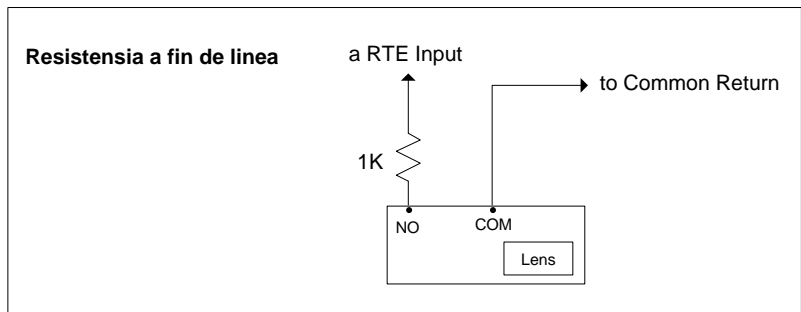 Resistensia a fin de linea
a RTE Input
to Common Return
1K
NO
COM
Lens